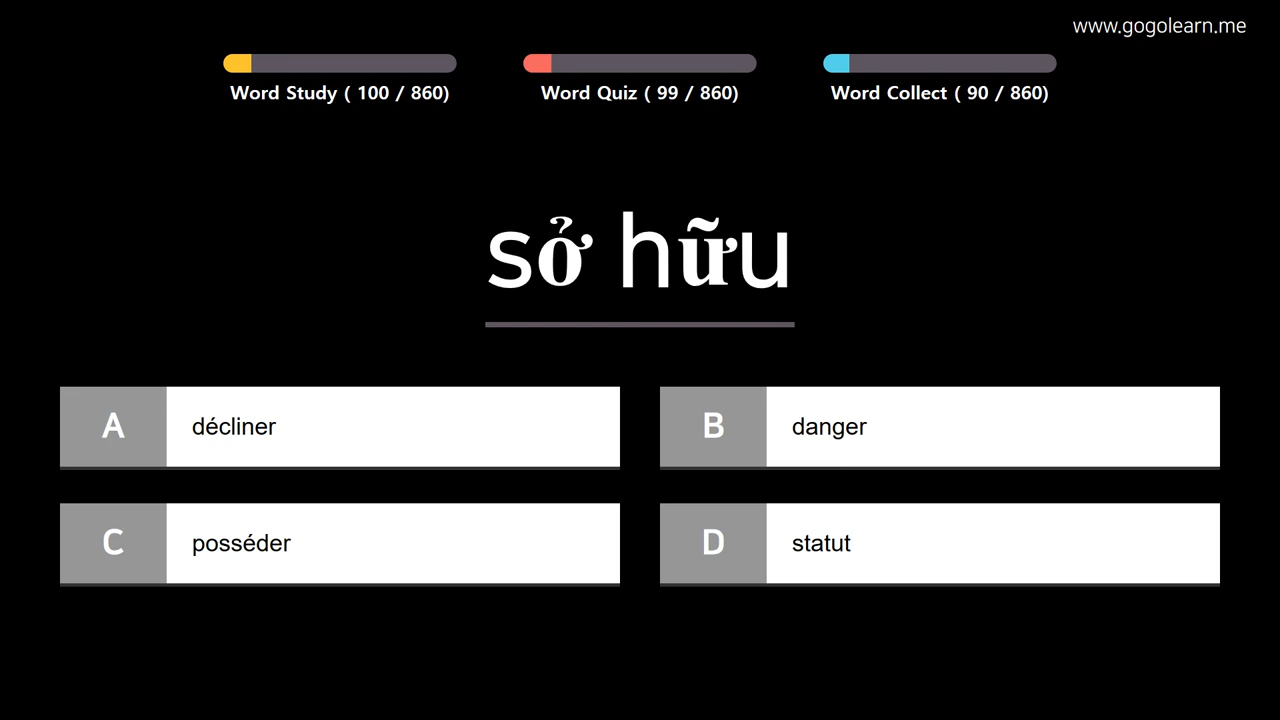 www.gogolearn.me
Word Study ( 100 / 860)
Word Quiz ( 99 / 860)
Word Collect ( 90 / 860)
sở hữu
A décliner
B danger
C posséder
D statut